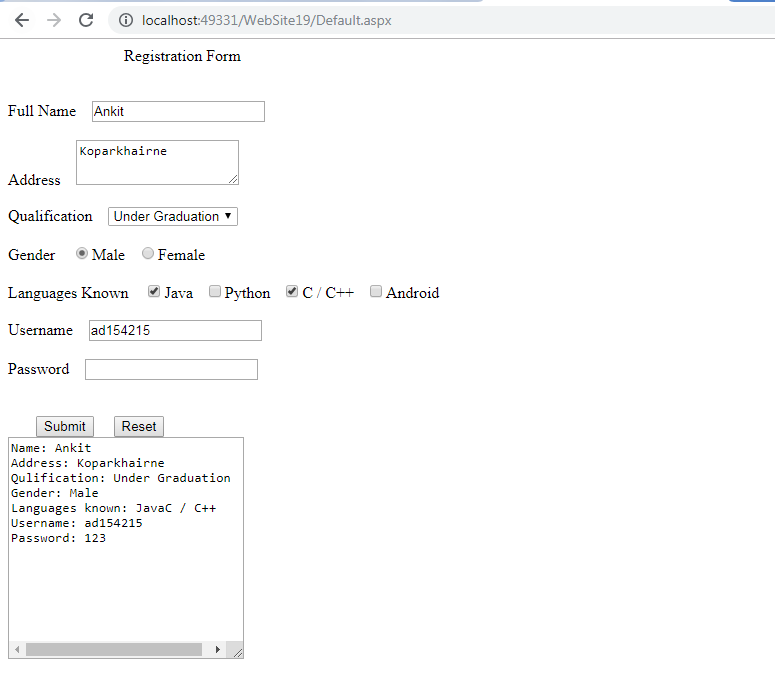 localhost:49331/WebSite19/Default.aspx
Registration Form
Full Name Ankit
Address Koparkhairne
Qualification Under Graduation
Gender Male Female
Languages Known Java Python C / C++ Android
Username ad154215
Password
Submit Reset
Name: Ankit
Address: Koparkhairne
Qulification: Under Graduation
Gender: Male
Languages known: JavaC / C++
Username: ad154215
Password: 123